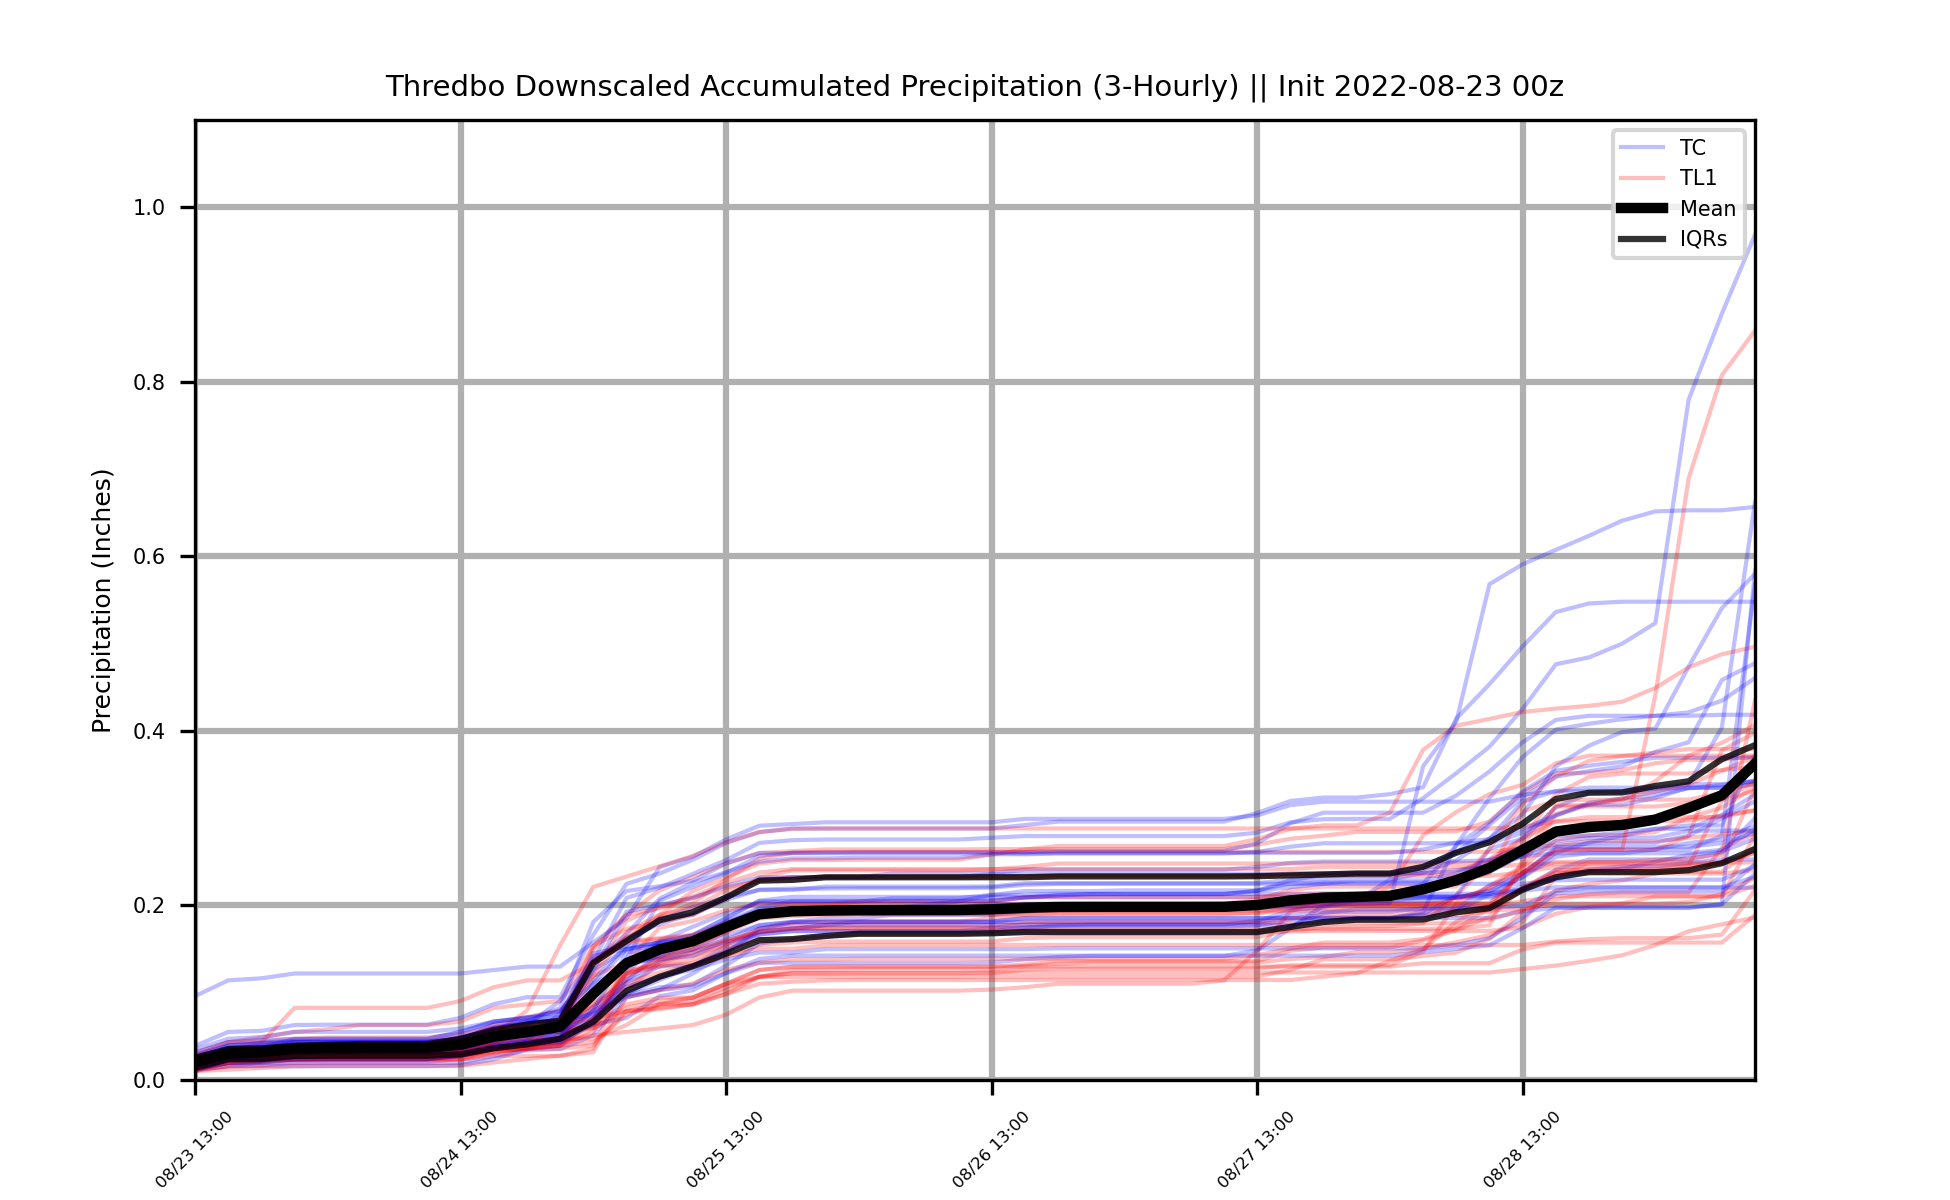 Thredbo Downscaled Accumulated Precipitation (3-Hourly) || Init 2022-08-23 00z
TC
TL1
Mean
IQRs
Precipitation (Inches)
1.0
0.8
0.6
0.4
0.2
0.0
08/23 13:00
08/24 13:00
08/25 13:00
08/26 13:00
08/27 13:00
08/28 13:00